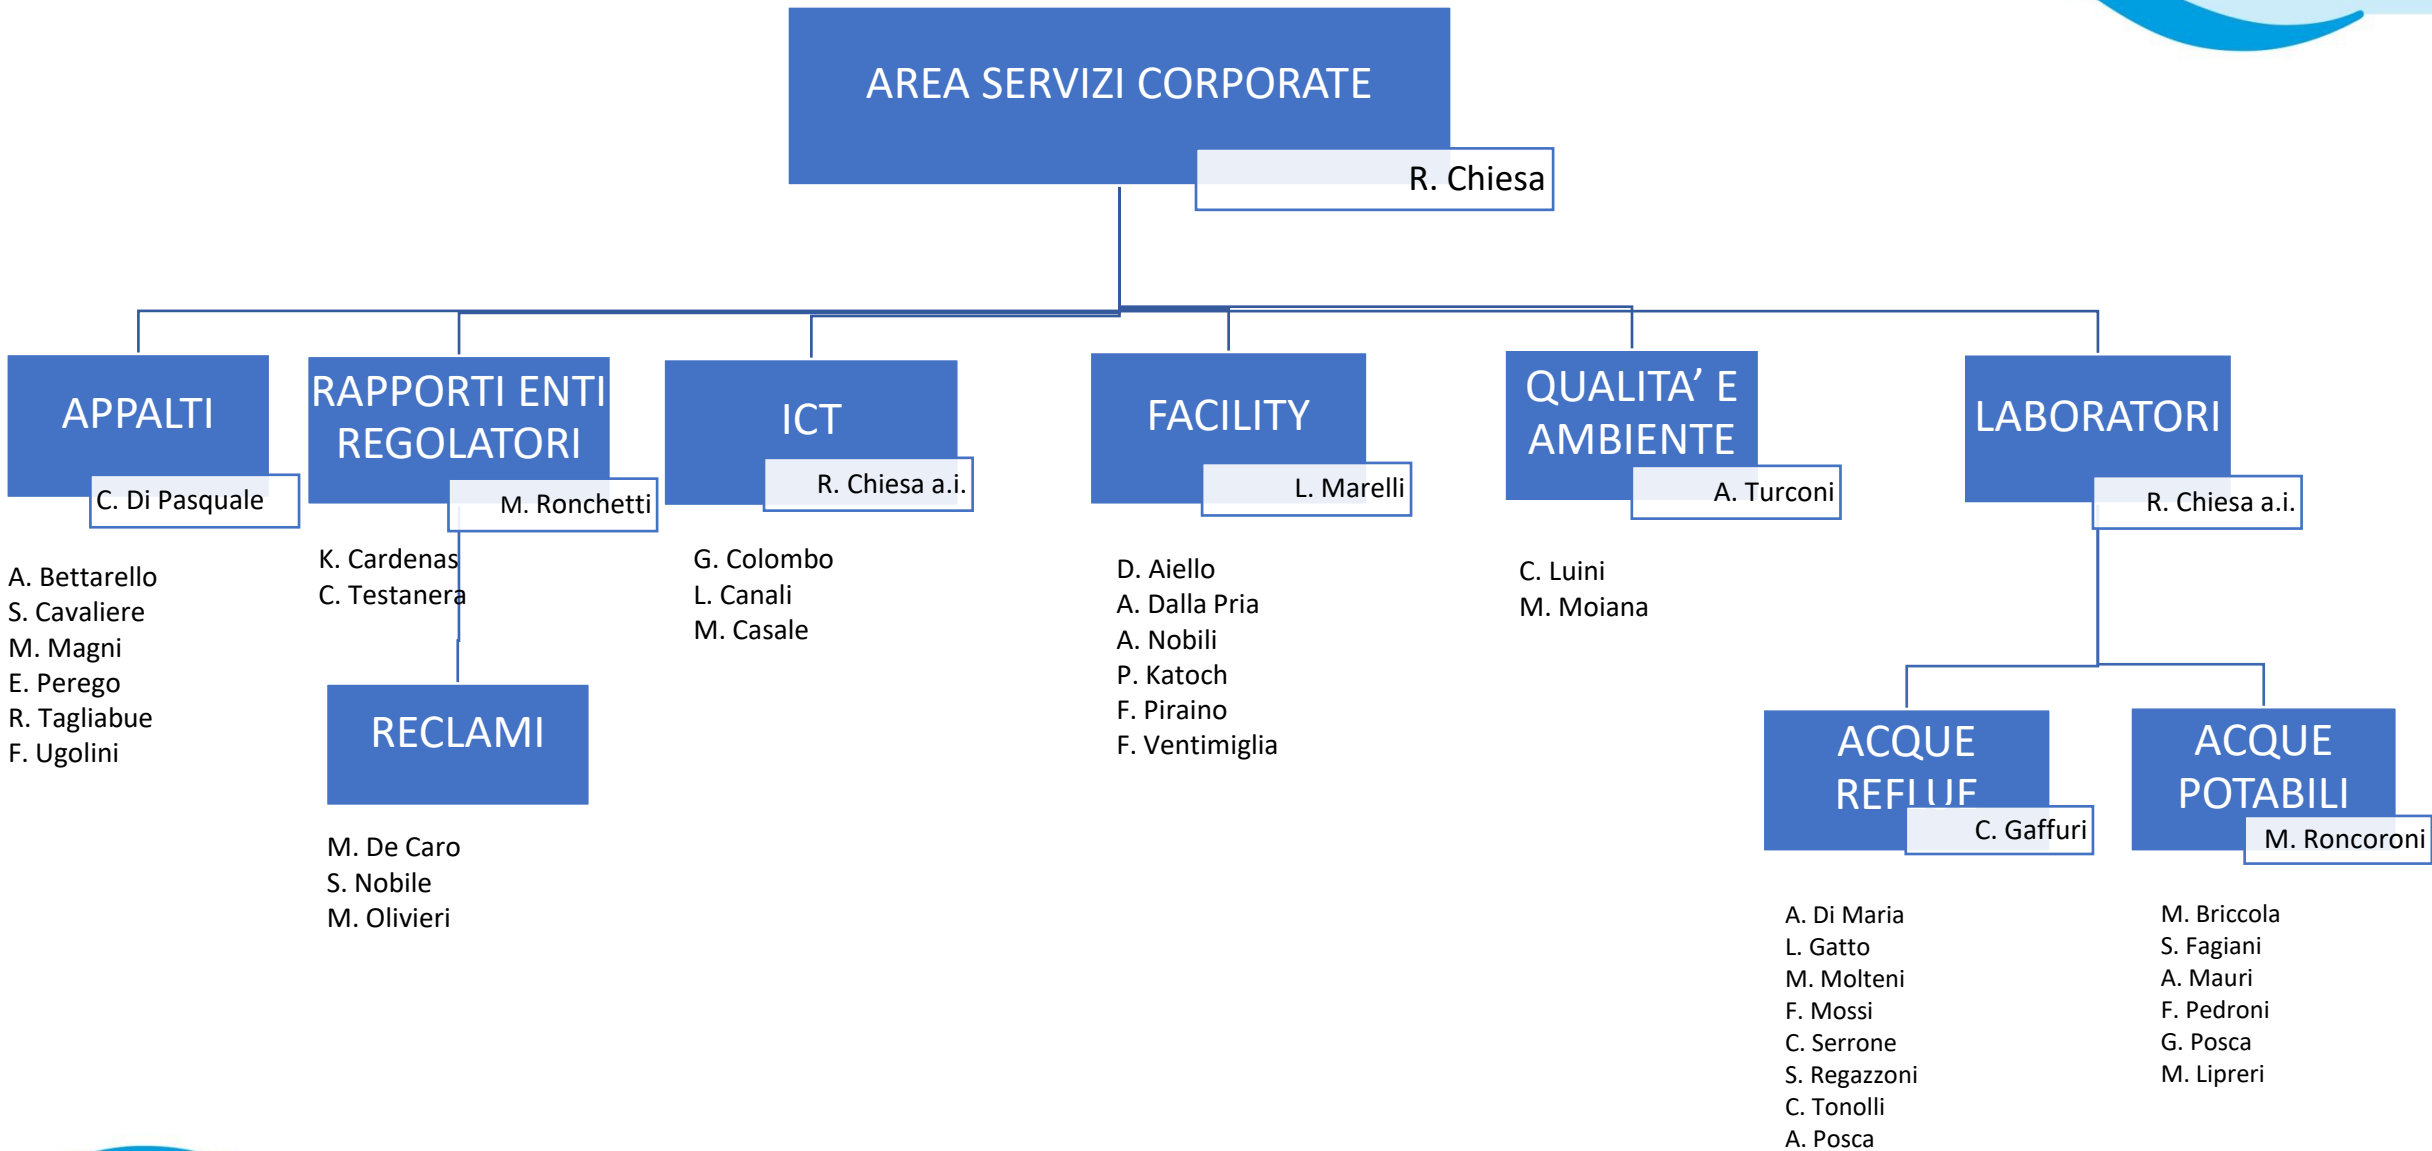 AREA SERVIZI CORPORATE
R. Chiesa
APPALTI
C. Di Pasquale
A. Bettarello
S. Cavaliere
M. Magni
E. Perego
R. Tagliabue
F. Ugolini
RAPPORTI ENTI
REGOLATORI
M. Ronchetti
K. Cardenas
C. Testanera
RECLAMI
M. De Caro
S. Nobile
M. Olivieri
ICT
R. Chiesa a.i.
G. Colombo
L. Canali
M. Casale
FACILITY
L. Marelli
D. Aiello
A. Dalla Pria
A. Nobili
P. Katoch
F. Piraino
F. Ventimiglia
QUALITA’ E
AMBIENTE
A. Turconi
C. Luini
M. Moiana
LABORATORI
R. Chiesa a.i.
ACQUE
REFLUE
C. Gaffuri
A. Di Maria
L. Gatto
M. Molteni
F. Mossi
C. Serrone
S. Regazzoni
C. Tonolli
A. Posca
ACQUE
POTABILI
M. Roncoroni
M. Briccola
S. Fagiani
A. Mauri
F. Pedroni
G. Posca
M. Lipreri